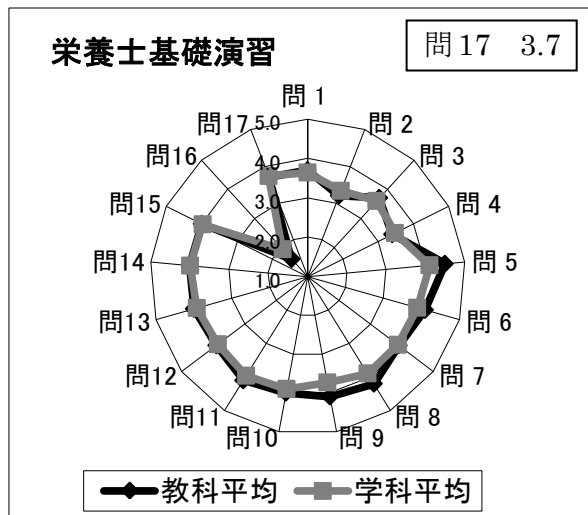 栄養士基礎演習
問17 3.7
問 1
問 2
問 3
問 4
問 5
問 6
問 7
問 8
問 9
問10
問11
問12
問13
問14
問15
問16
問17
5.0
4.0
3.0
2.0
1.0
教科平均
学科平均